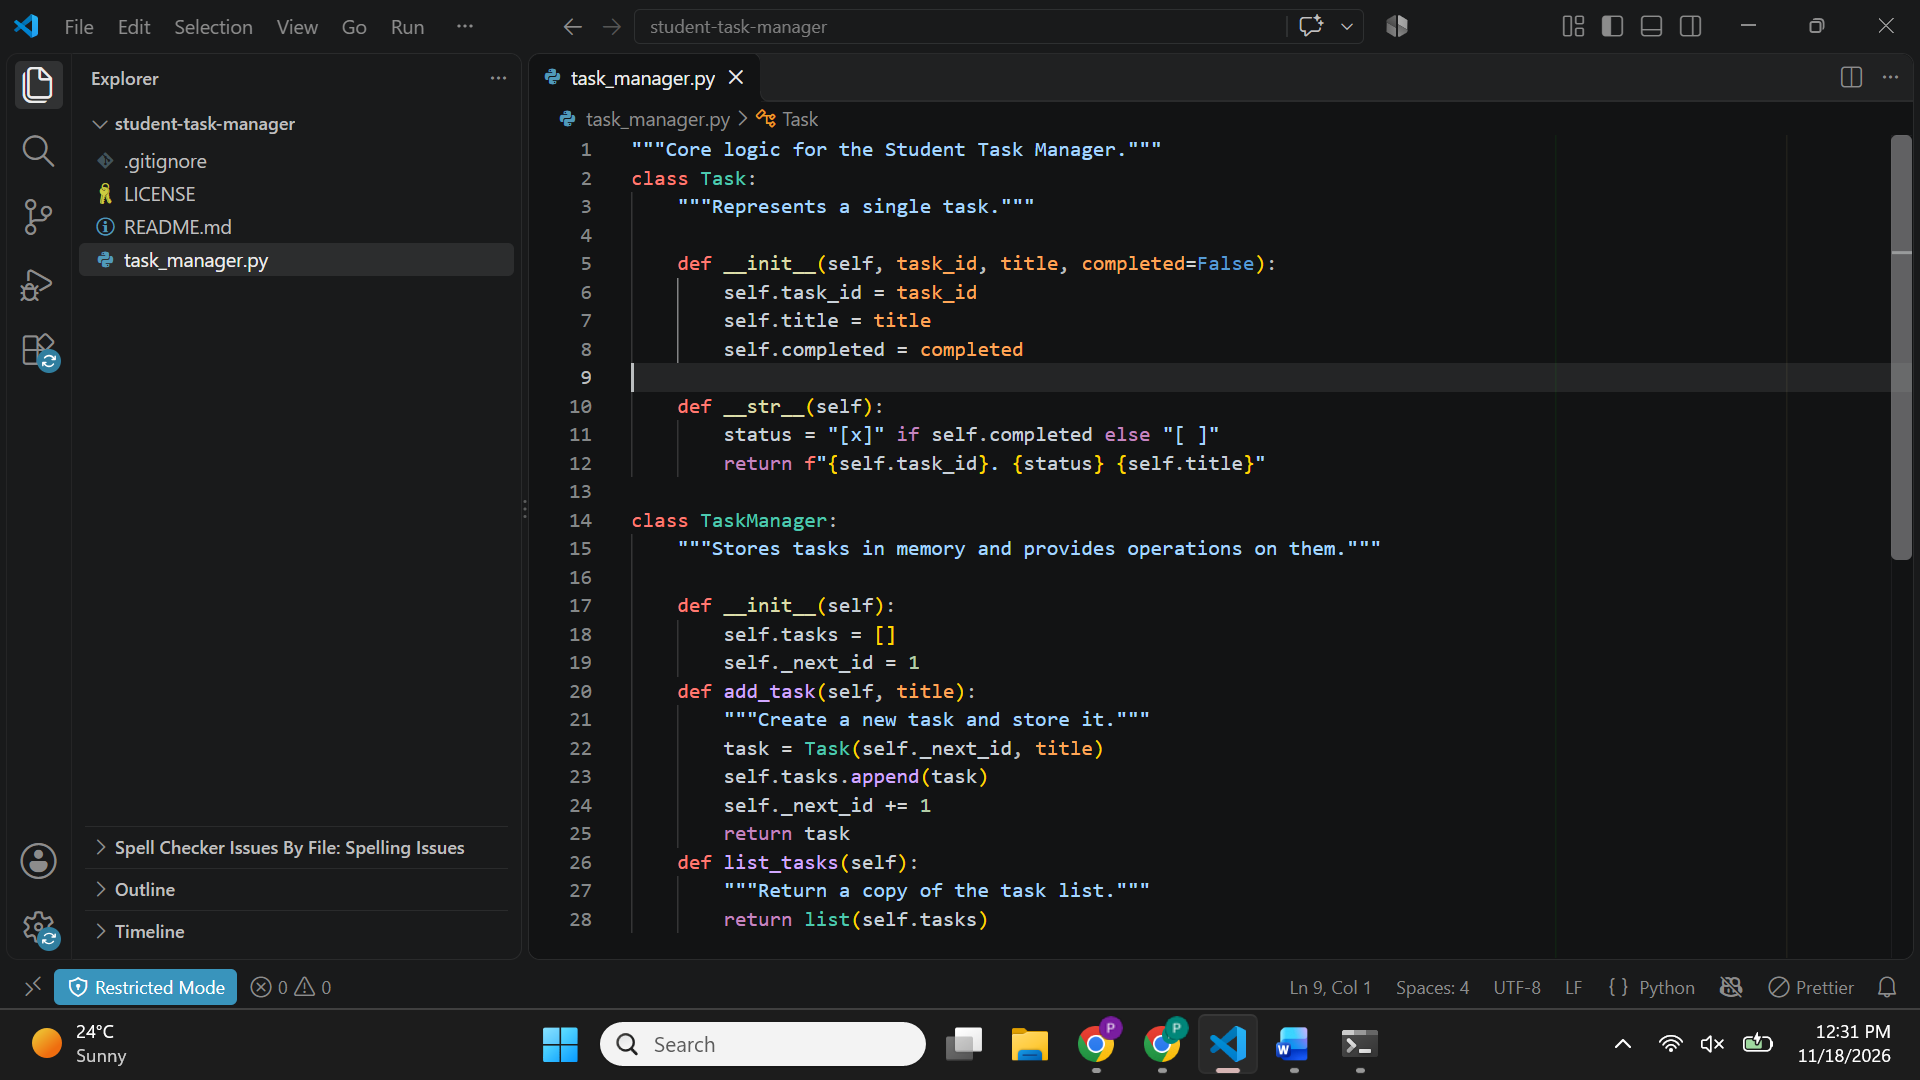 File Edit Selection View Go Run ···
student-task-manager
Explorer
student-task-manager
.gitignore
LICENSE
README.md
task_manager.py
Spell Checker Issues By File: Spelling Issues
Outline
Timeline
task_manager.py
task_manager.py > Task
1 """Core logic for the Student Task Manager."""
2 class Task:
3     """Represents a single task."""
4
5     def __init__(self, task_id, title, completed=False):
6         self.task_id = task_id
7         self.title = title
8         self.completed = completed
9
10     def __str__(self):
11         status = "[x]" if self.completed else "[ ]"
12         return f"{self.task_id}. {status} {self.title}"
13
14 class TaskManager:
15     """Stores tasks in memory and provides operations on them."""
16
17     def __init__(self):
18         self.tasks = []
19         self._next_id = 1
20     def add_task(self, title):
21         """Create a new task and store it."""
22         task = Task(self._next_id, title)
23         self.tasks.append(task)
24         self._next_id += 1
25         return task
26     def list_tasks(self):
27         """Return a copy of the task list."""
28         return list(self.tasks)
Restricted Mode 0 0 Ln 9, Col 1 Spaces: 4 UTF-8 LF { } Python Prettier
24°C
Sunny
Search
P
P
W
12:31 PM
11/18/2026